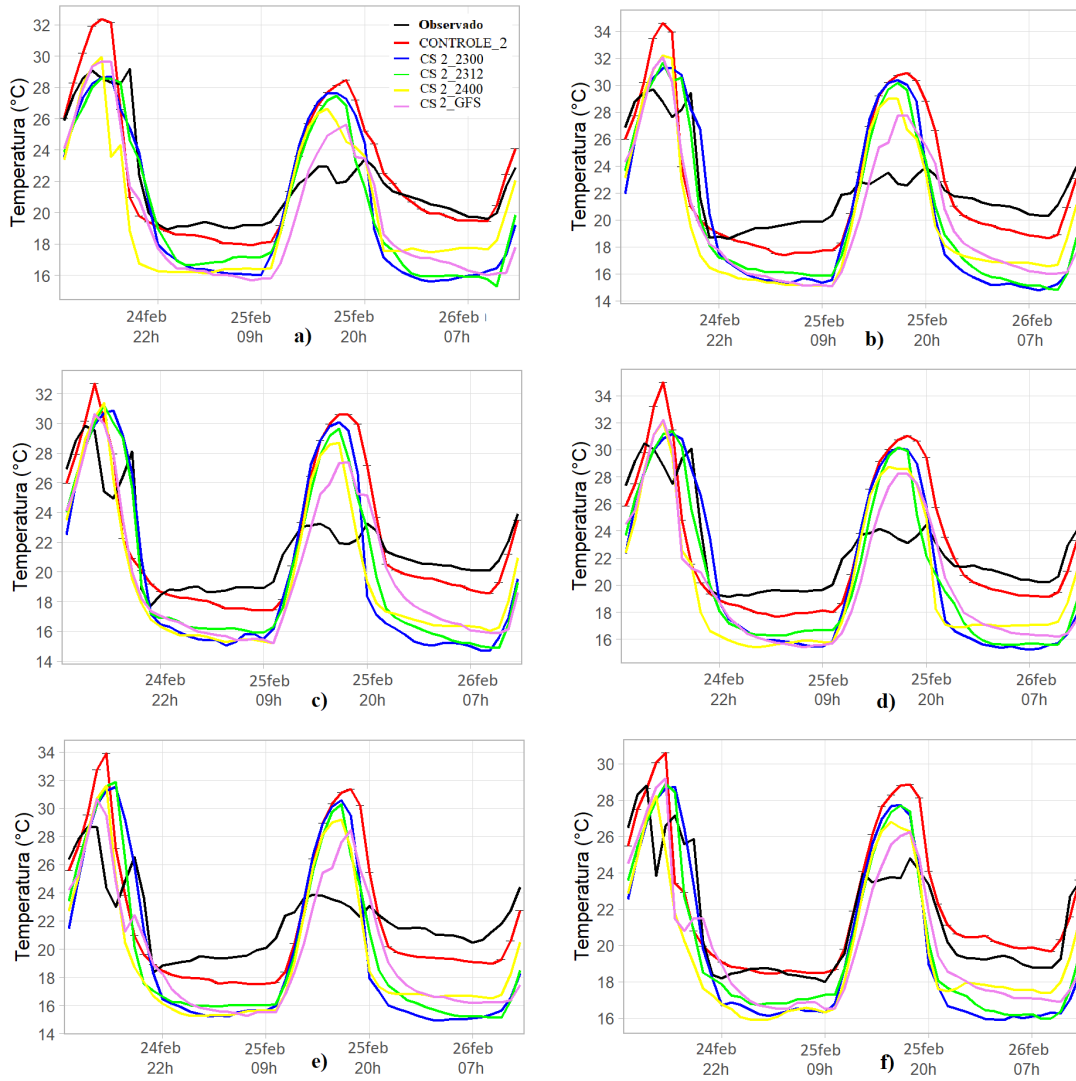 Temperatura (°C)
32
30
28
26
24
22
20
18
16
Observado
CONTROLE_2
CS 2_2300
CS 2_2312
CS 2_2400
CS 2_GFS
24feb 25feb 25feb 26feb
22h 09h 20h 07h
a)
Temperatura (°C)
34
32
30
28
26
24
22
20
18
16
14
24feb 25feb 25feb 26feb
22h 09h 20h 07h
b)
Temperatura (°C)
32
30
28
26
24
22
20
18
16
14
24feb 25feb 25feb 26feb
22h 09h 20h 07h
c)
Temperatura (°C)
34
32
30
28
26
24
22
20
18
16
24feb 25feb 25feb 26feb
22h 09h 20h 07h
d)
Temperatura (°C)
34
32
30
28
26
24
22
20
18
16
14
24feb 25feb 25feb 26feb
22h 09h 20h 07h
e)
Temperatura (°C)
30
28
26
24
22
20
18
16
24feb 25feb 25feb 26feb
22h 09h 20h 07h
f)